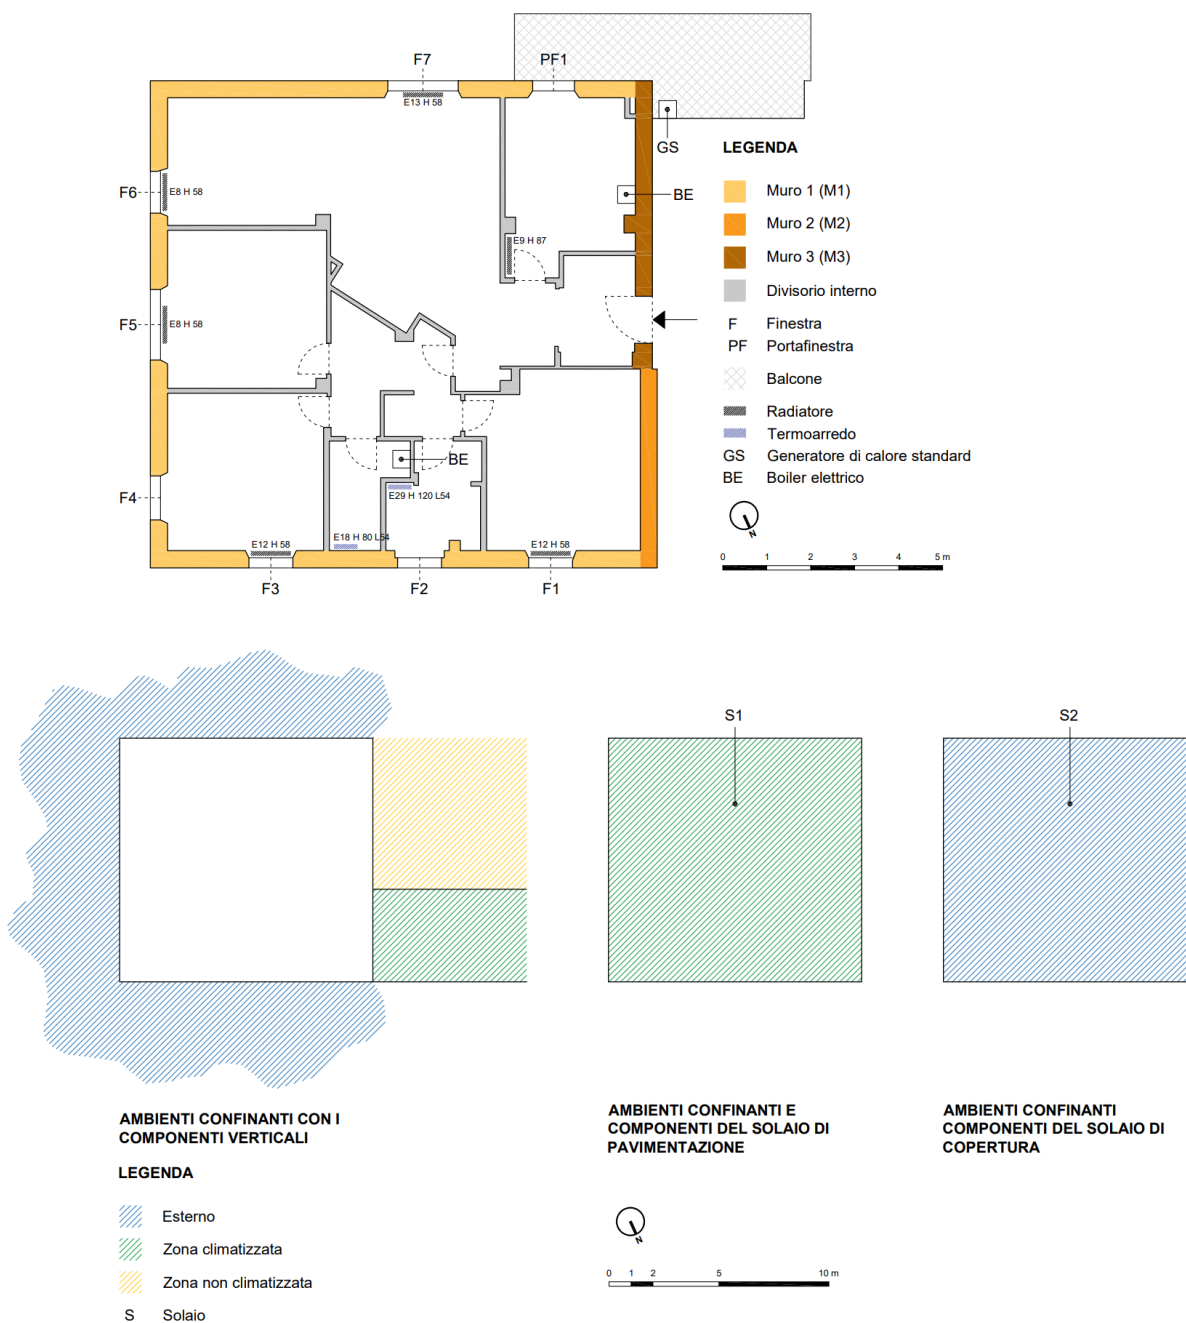 F7
PF1
E13 H 58
GS
LEGENDA
F6
E8 H 58
BE
Muro 1 (M1)
Muro 2 (M2)
E9 H 87
Muro 3 (M3)
Divisorio interno
F5
E8 H 58
F Finestra
PF Portafinestra
Balcone
Radiatore
Termoarredo
GS Generatore di calore standard
BE Boiler elettrico
BE
F4
E29 H 120 L54
N
E12 H 58
E18 H 80 L54
E12 H 58
0 1 2 3 4 5 m
F3
F2
F1
S1
S2
AMBIENTI CONFINANTI CON I
COMPONENTI VERTICALI
AMBIENTI CONFINANTI E
COMPONENTI DEL SOLAIO DI
PAVIMENTAZIONE
AMBIENTI CONFINANTI
COMPONENTI DEL SOLAIO DI
COPERTURA
LEGENDA
Esterno
Zona climatizzata
Zona non climatizzata
S Solaio
N
0 1 2 5 10 m